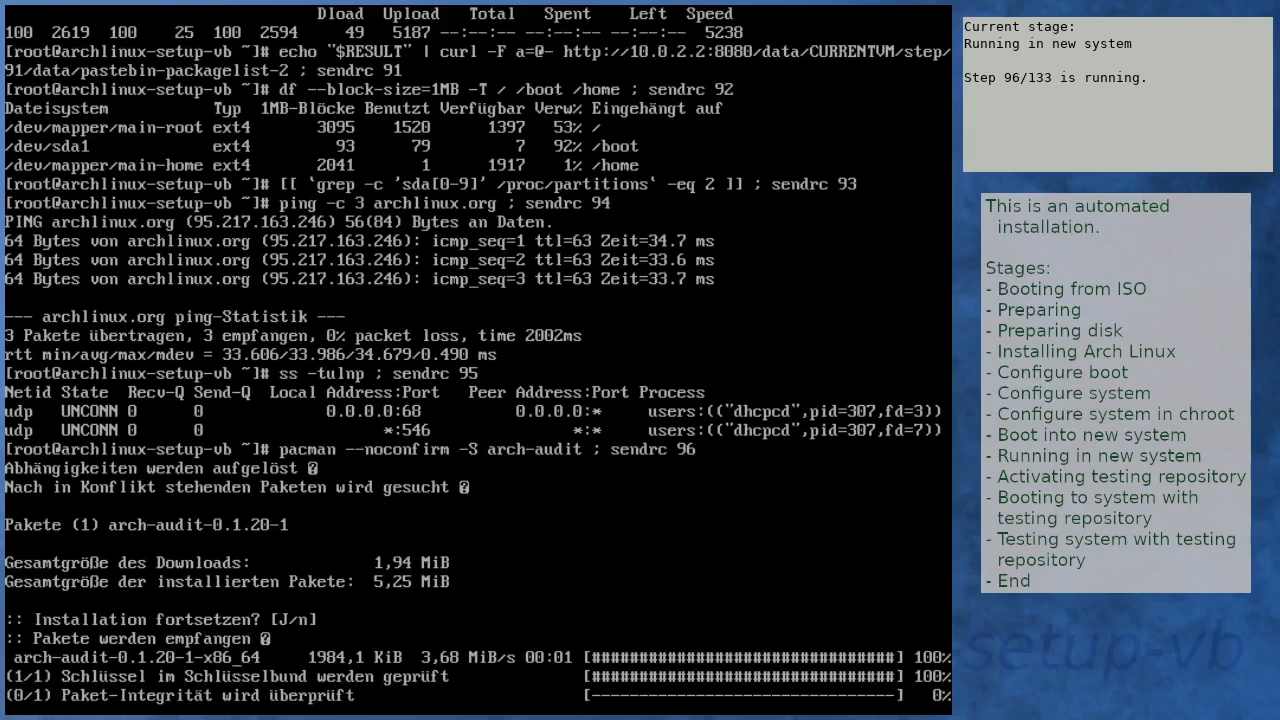 Dload  Upload   Total   Spent    Left  Speed
100  2619  100    25  100  2594     49   5187 --:--:-- --:--:-- --:--:--  5238
[root@archlinux-setup-vb ~]# echo "$RESULT" | curl -F a=@- http://10.0.2.2:8080/data/CURRENTVM/step/
91/data/pastebin-packagelist-2 ; sendrc 91
[root@archlinux-setup-vb ~]# df --block-size=1MB -T / /boot /home ; sendrc 92
Dateisystem           Typ  1MB-Blöcke Benutzt Verfügbar Verw% Eingehängt auf
/dev/mapper/main-root ext4       3095    1520      1397   53% /
/dev/sda1             ext4         93      79         7   92% /boot
/dev/mapper/main-home ext4       2041       1      1917    1% /home
[root@archlinux-setup-vb ~]# [[ `grep -c 'sda[0-9]' /proc/partitions` -eq 2 ]] ; sendrc 93
[root@archlinux-setup-vb ~]# ping -c 3 archlinux.org ; sendrc 94
PING archlinux.org (95.217.163.246) 56(84) Bytes an Daten.
64 Bytes von archlinux.org (95.217.163.246): icmp_seq=1 ttl=63 Zeit=34.7 ms
64 Bytes von archlinux.org (95.217.163.246): icmp_seq=2 ttl=63 Zeit=33.6 ms
64 Bytes von archlinux.org (95.217.163.246): icmp_seq=3 ttl=63 Zeit=33.7 ms
--- archlinux.org ping-Statistik ---
3 Pakete übertragen, 3 empfangen, 0% packet loss, time 2002ms
rtt min/avg/max/mdev = 33.606/33.986/34.679/0.490 ms
[root@archlinux-setup-vb ~]# ss -tulnp ; sendrc 95
Netid State  Recv-Q Send-Q  Local Address:Port   Peer Address:Port Process
udp   UNCONN 0      0             0.0.0.0:68          0.0.0.0:*     users:(("dhcpcd",pid=307,fd=3))
udp   UNCONN 0      0                   *:546               *:*     users:(("dhcpcd",pid=307,fd=7))
[root@archlinux-setup-vb ~]# pacman --noconfirm -S arch-audit ; sendrc 96
Abhängigkeiten werden aufgelöst �
Nach in Konflikt stehenden Paketen wird gesucht �
Pakete (1) arch-audit-0.1.20-1
Gesamtgröße des Downloads:             1,94 MiB
Gesamtgröße der installierten Pakete:  5,25 MiB
:: Installation fortsetzen? [J/n]
:: Pakete werden empfangen �
 arch-audit-0.1.20-1-x86_64     1984,1 KiB  3,68 MiB/s 00:01 [################################] 100%
(1/1) Schlüssel im Schlüsselbund werden geprüft              [################################] 100%
(0/1) Paket-Integrität wird überprüft                        [--------------------------------]   0%
Current stage:
Running in new system
Step 96/133 is running.
This is an automated
installation.
Stages:
- Booting from ISO
- Preparing
- Preparing disk
- Installing Arch Linux
- Configure boot
- Configure system
- Configure system in chroot
- Boot into new system
- Running in new system
- Activating testing repository
- Booting to system with
testing repository
- Testing system with testing
repository
- End
setup-vb